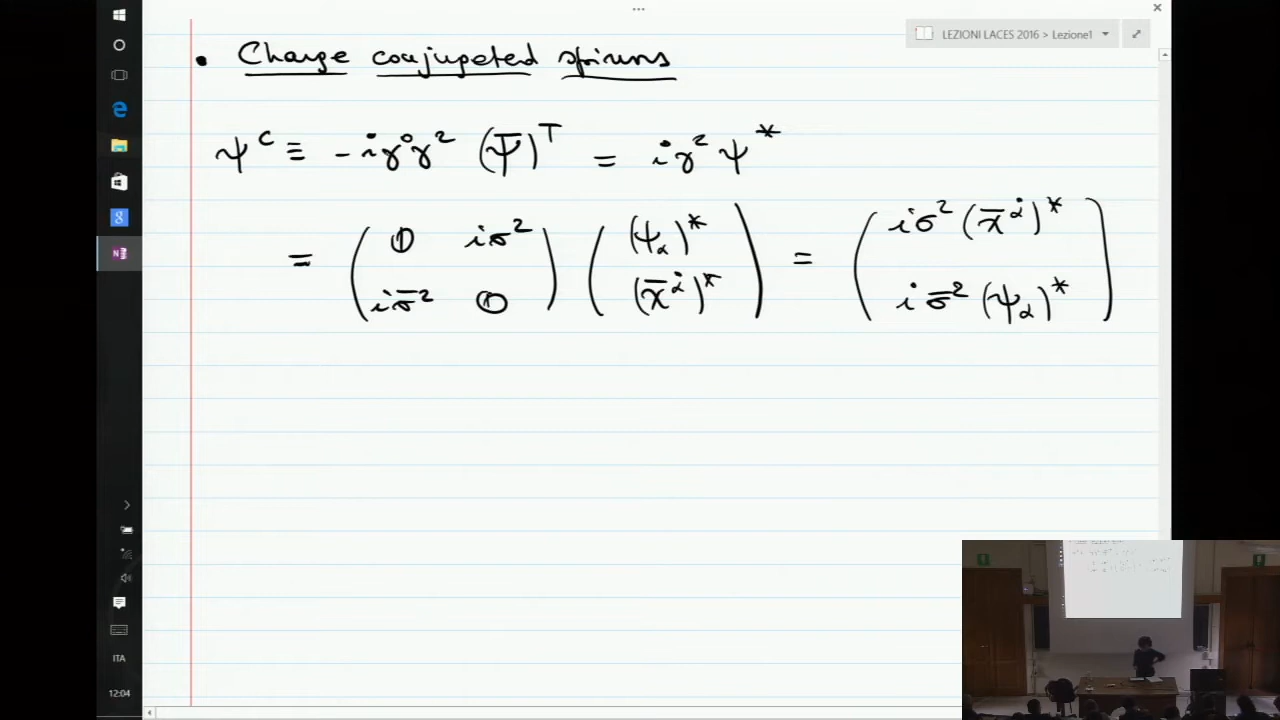 LEZIONI LACES 2016 > Lezione1
• Charge conjugated spinors
ψ^C ≡ -iγ^0γ^2 (Ψ̄)^T = iγ^2 ψ^*
= ( 0 iσ^2 ; iσ̄^2 0 ) ( (ψ_α)^* ; (χ̄^α̇)^* ) = ( iσ^2 (χ̄^α̇)^* ; iσ̄^2 (ψ_α)^* )
ITA
12:04